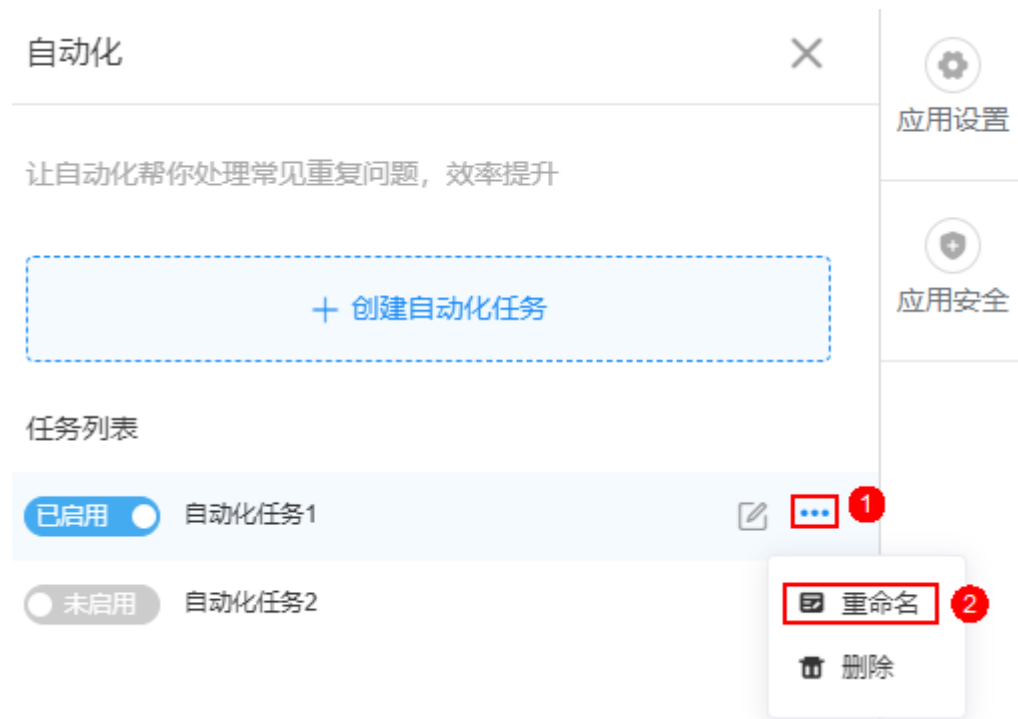 自动化
应用设置
让自动化帮你处理常见重复问题，效率提升
应用安全
+ 创建自动化任务
任务列表
已启用 自动化任务1 ••• 1
未启用 自动化任务2
重命名 2
删除